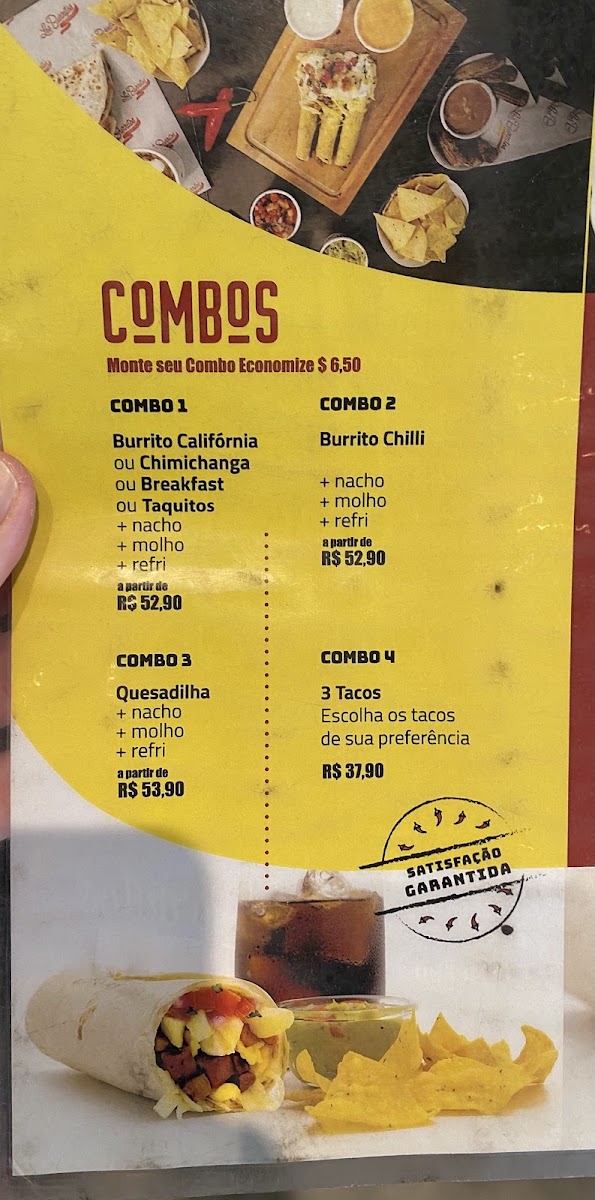 COMBOS
Monte seu Combo Economize $ 6,50
COMBO 1
Burrito Califórnia
ou Chimichanga
ou Breakfast
ou Taquitos
+ nacho
+ molho
+ refri
a partir de
R$ 52,90
COMBO 2
Burrito Chilli
+ nacho
+ molho
+ refri
a partir de
R$ 52,90
COMBO 3
Quesadilha
+ nacho
+ molho
+ refri
a partir de
R$ 53,90
COMBO 4
3 Tacos
Escolha os tacos
de sua preferência
R$ 37,90
SATISFAÇÃO
GARANTIDA